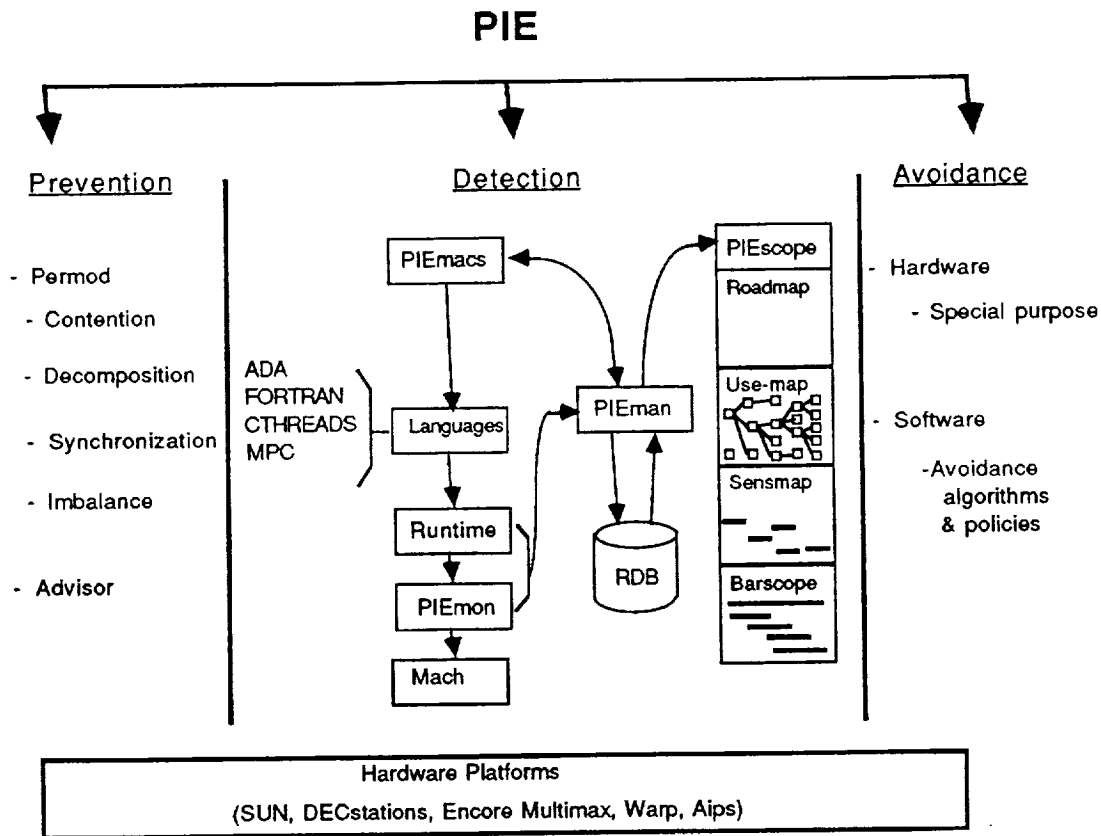 PIE
Prevention
- Permod
- Contention
- Decomposition
- Synchronization
- Imbalance
- Advisor
Detection
PIEmacs
ADA
FORTRAN
CTHREADS
MPC
Languages
Runtime
PIEmon
Mach
PIEman
RDB
PIEscope
Roadmap
Use-map
Sensmap
Barscope
Avoidance
- Hardware
- Special purpose
- Software
-Avoidance
algorithms
& policies
Hardware Platforms
(SUN, DECstations, Encore Multimax, Warp, Aips)